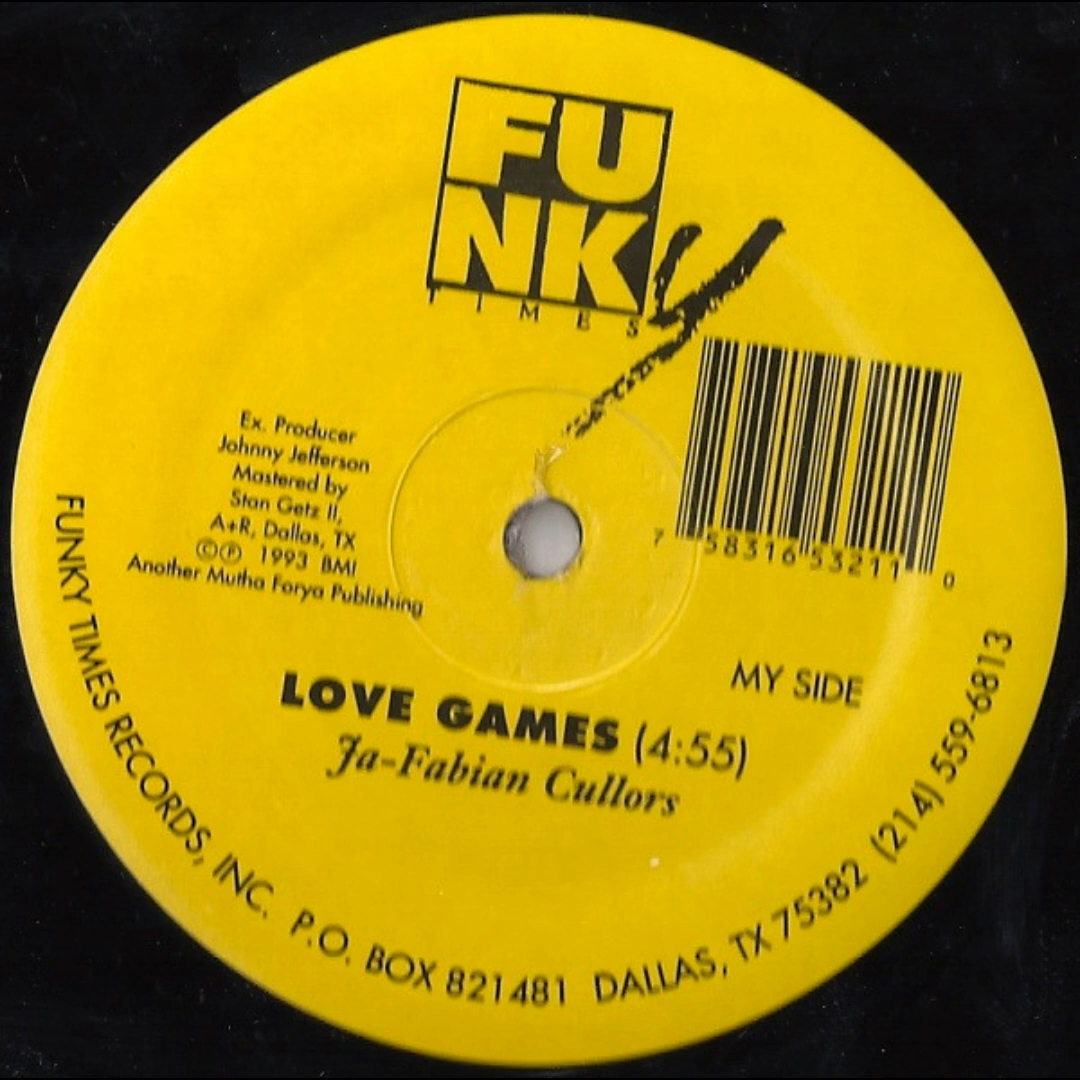 FU
NKY
TIMES
Ex. Producer
Johnny Jefferson
Mastered by
Stan Getz II,
A+R, Dallas, TX
©℗ 1993 BMI
Another Mutha Forya Publishing
7 58316 53211 0
MY SIDE
LOVE GAMES (4:55)
Ja-Fabian Cullors
FUNKY TIMES RECORDS, INC. P.O. BOX 821481 DALLAS, TX 75382 (214) 559-6813